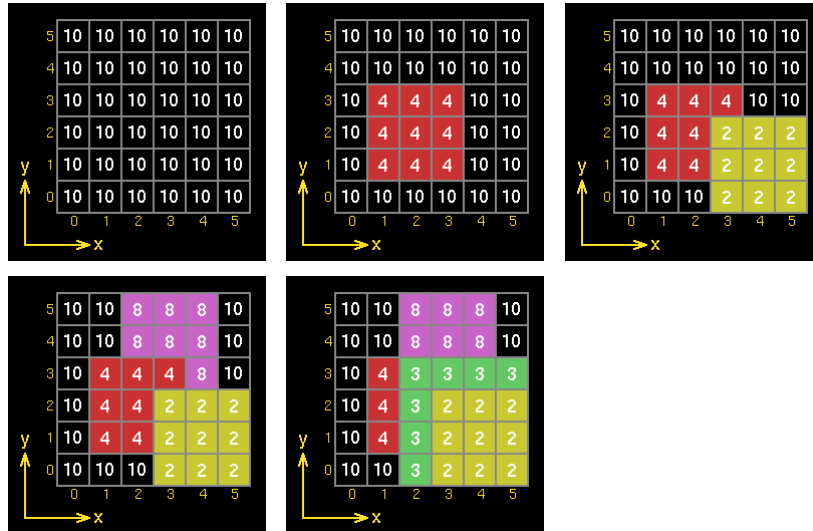 5 10 10 10 10 10 10
4 10 10 10 10 10 10
3 10 10 10 10 10 10
2 10 10 10 10 10 10
1 10 10 10 10 10 10
0 10 10 10 10 10 10
0 1 2 3 4 5
y
x
5 10 10 10 10 10 10
4 10 10 10 10 10 10
3 10 4 4 4 10 10
2 10 4 4 4 10 10
1 10 4 4 4 10 10
0 10 10 10 10 10 10
0 1 2 3 4 5
y
x
5 10 10 10 10 10 10
4 10 10 10 10 10 10
3 10 4 4 4 10 10
2 10 4 4 2 2 2
1 10 4 4 2 2 2
0 10 10 10 2 2 2
0 1 2 3 4 5
y
x
5 10 10 8 8 8 10
4 10 10 8 8 8 10
3 10 4 4 4 8 10
2 10 4 4 2 2 2
1 10 4 4 2 2 2
0 10 10 10 2 2 2
0 1 2 3 4 5
y
x
5 10 10 8 8 8 10
4 10 10 8 8 8 10
3 10 4 3 3 3 3
2 10 4 3 2 2 2
1 10 4 3 2 2 2
0 10 10 3 2 2 2
0 1 2 3 4 5
y
x